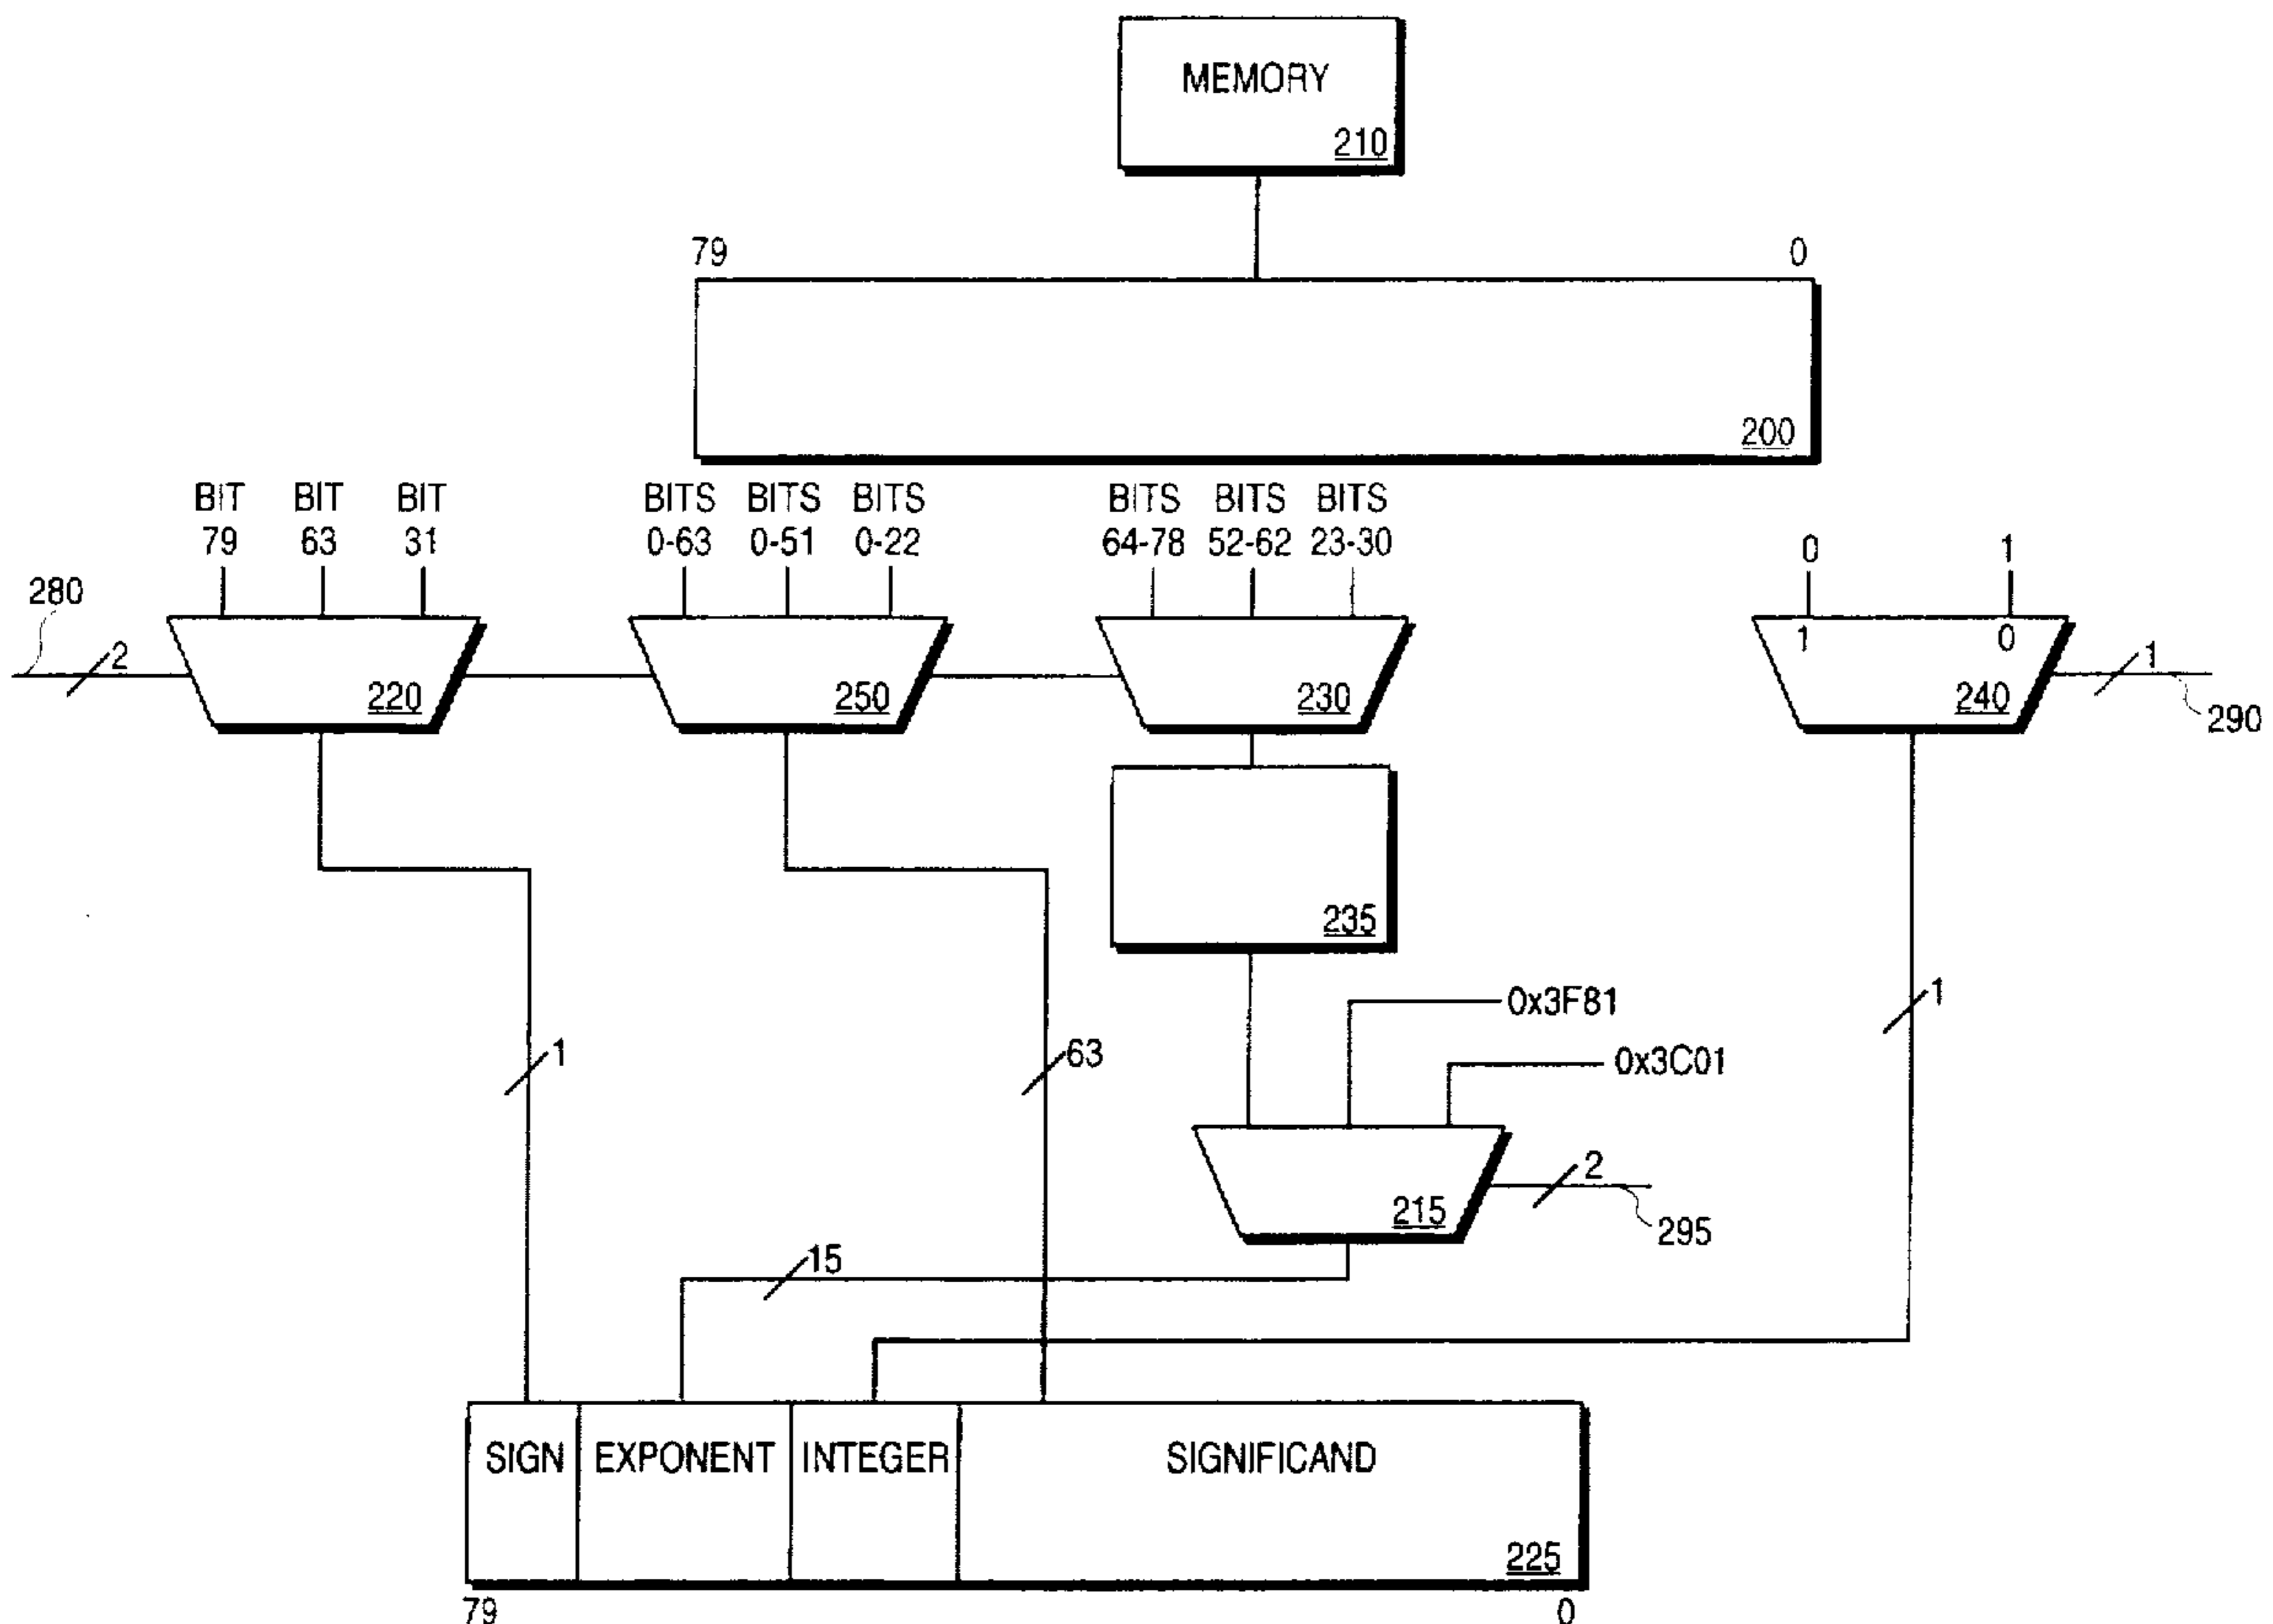 MEMORY
210
79 0
200
BIT BIT BIT BITS BITS BITS BITS BITS BITS
79 63 31 0-63 0-51 0-22 64-78 52-62 23-30 0 1
280
2 1 0 1
220 250 230 240 290
235
0x3F81 1
1 63 0x3C01
2
215 295
15
SIGN EXPONENT INTEGER SIGNIFICAND
225
79 0